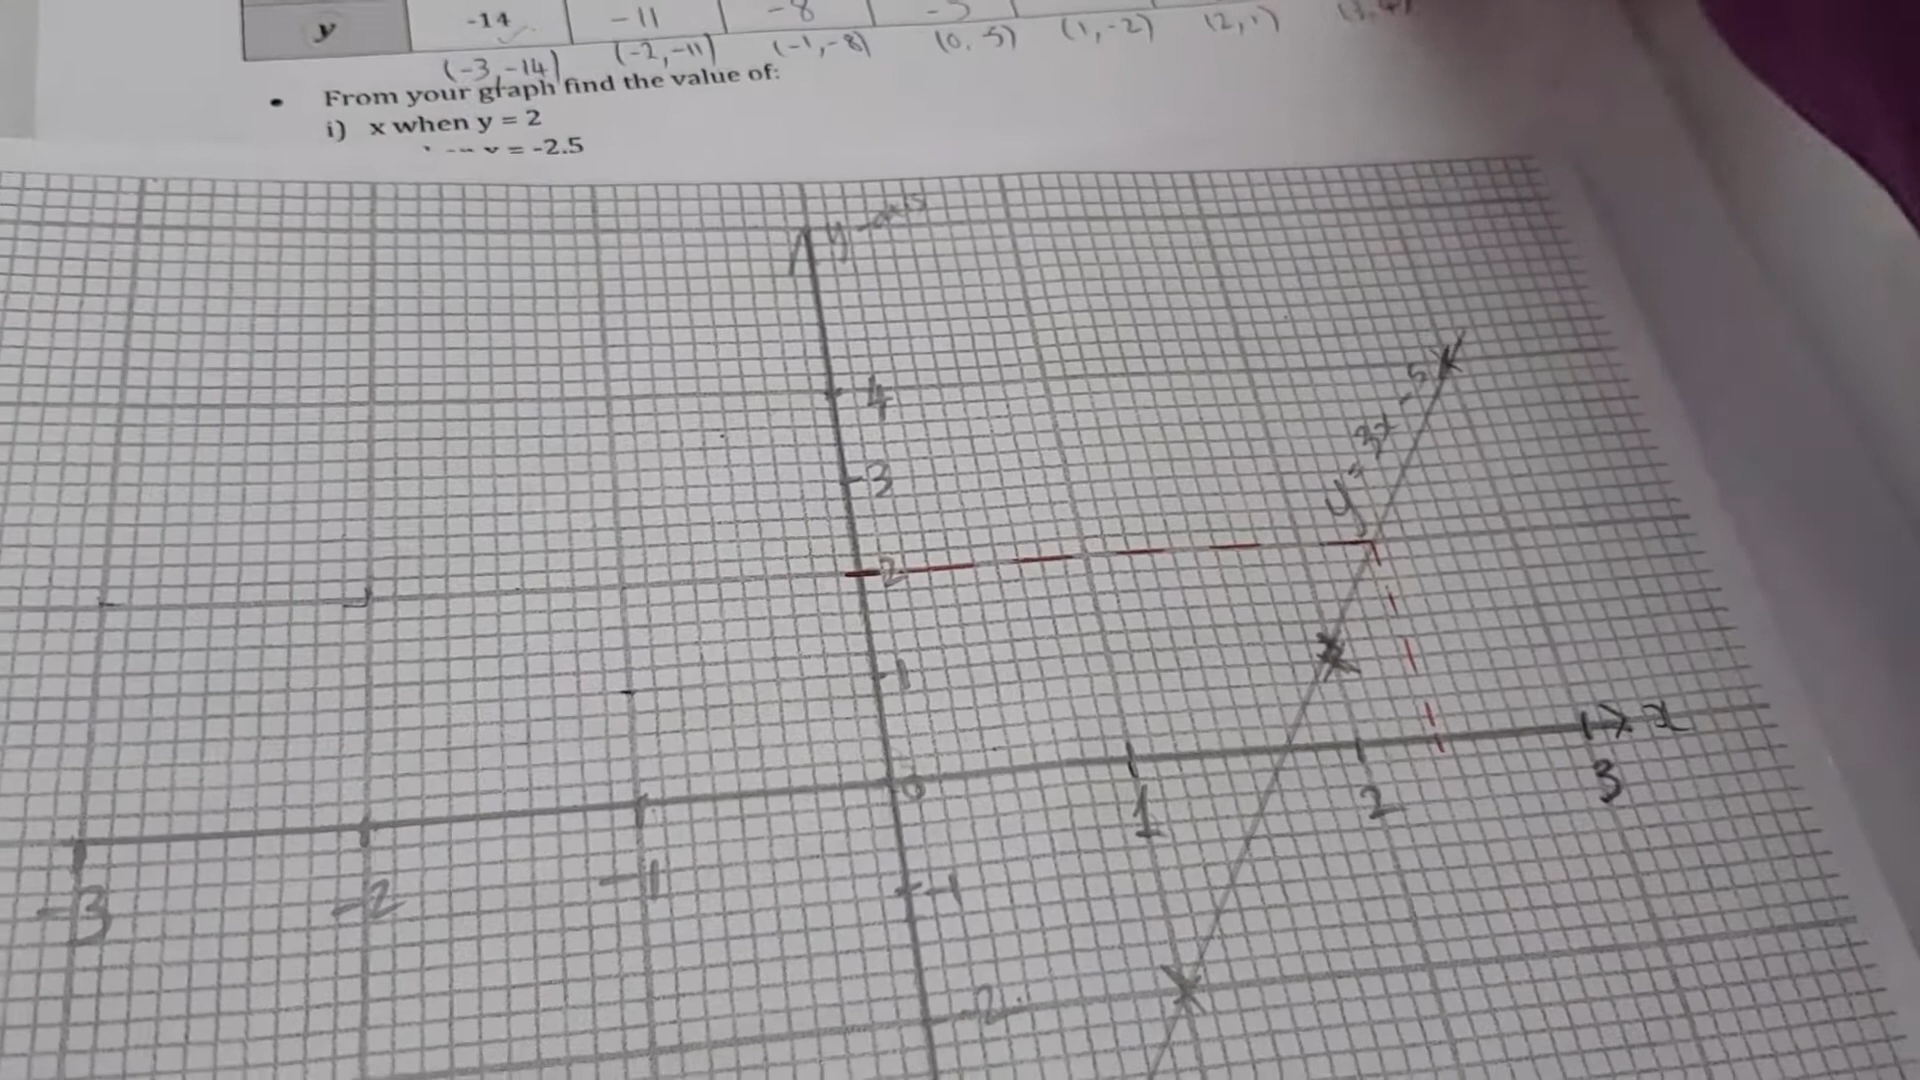 y -14 -11 -8 -5
(-3,-14) (-2,-11) (-1,-8) (0,-5) (1,-2) (2,1)
• From your graph find the value of:
i) x when y = 2
y = -2.5
y-axis
4
3
y=3x-5
2
1
x
-3 -2 -1 0 1 2 3
-1
-2